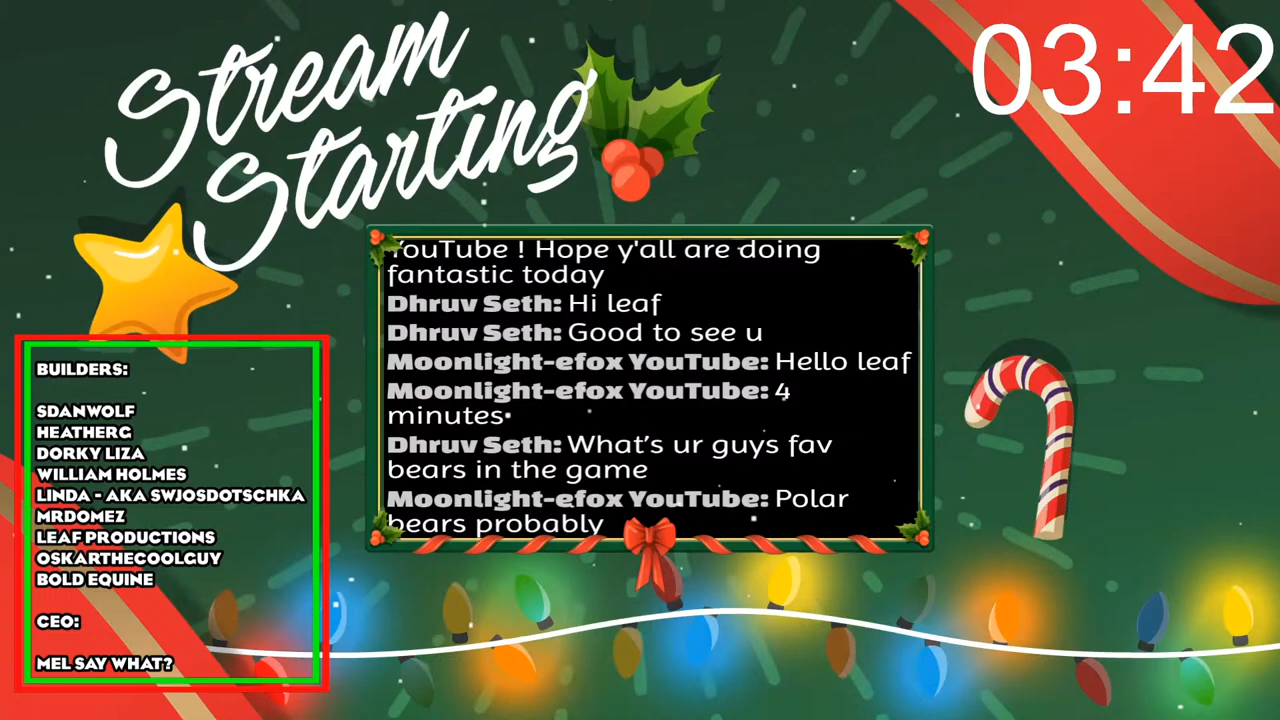 Stream
Starting
03:42
YouTube ! Hope y'all are doing
fantastic today
Dhruv Seth: Hi leaf
Dhruv Seth: Good to see u
Moonlight-efox YouTube: Hello leaf
Moonlight-efox YouTube: 4
minutes
Dhruv Seth: What's ur guys fav
bears in the game
Moonlight-efox YouTube: Polar
bears probably
BUILDERS:
SDANWOLF
HEATHERG
DORKY LIZA
WILLIAM HOLMES
LINDA - AKA SWJOSDOTSCHKA
MRDOMEZ
LEAF PRODUCTIONS
OSKARTHECOOLGUY
BOLD EQUINE
CEO:
MEL SAY WHAT?